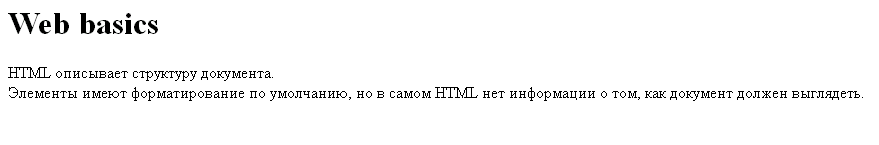 Web basics
HTML описывает структуру документа.
Элементы имеют форматирование по умолчанию, но в самом HTML нет информации о том, как документ должен выглядеть.